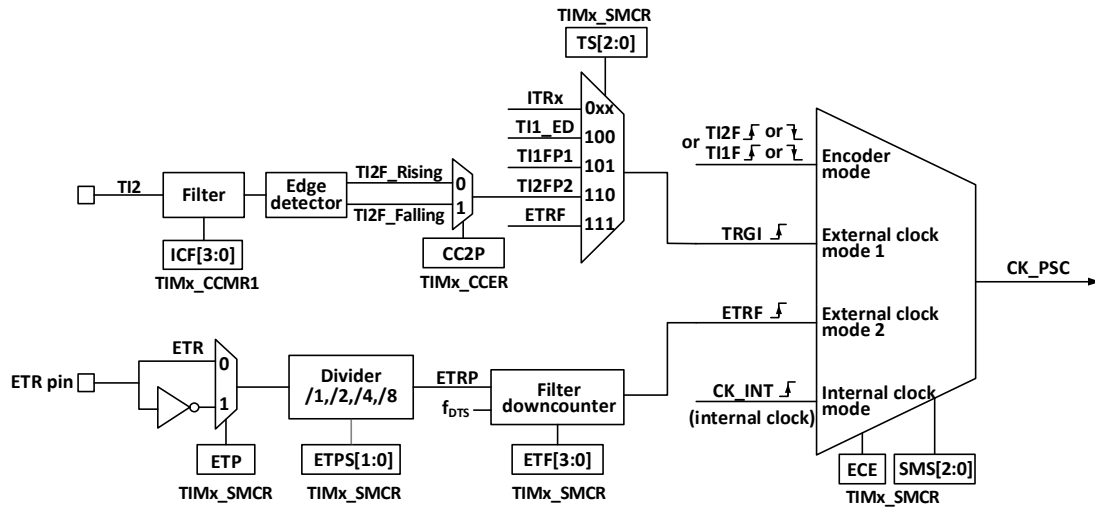 TIMx_SMCR
TS[2:0]
ITRx
0xx
TI1_ED
100
TI1FP1
101
TI2FP2
110
ETRF
111
TI2
Filter
ICF[3:0]
TIMx_CCMR1
Edge
detector
TI2F_Rising
TI2F_Falling
0
1
CC2P
TIMx_CCER
or TI2F or
TI1F or
Encoder
mode
TRGI
External clock
mode 1
ETRF
External clock
mode 2
CK_INT
(internal clock)
Internal clock
mode
CK_PSC
ECE
SMS[2:0]
TIMx_SMCR
ETR pin
ETR
0
1
ETP
TIMx_SMCR
Divider
/1,/2,/4,/8
ETPS[1:0]
TIMx_SMCR
ETRP
fDTS
Filter
downcounter
ETF[3:0]
TIMx_SMCR